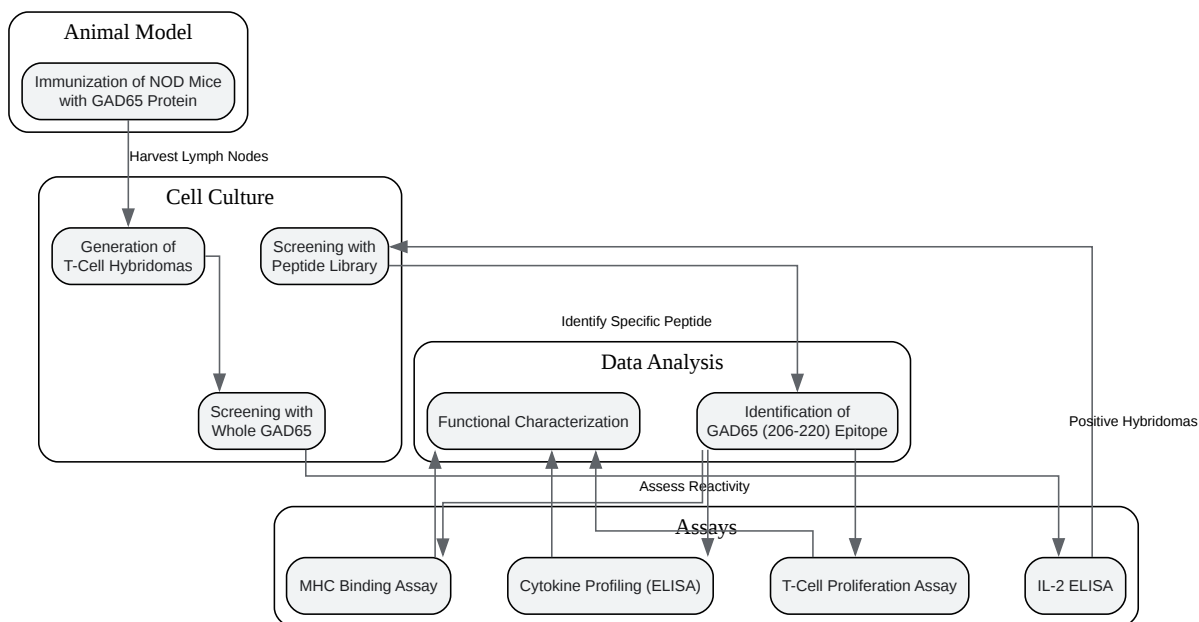 Animal Model
Immunization of NOD Mice
with GAD65 Protein
Harvest Lymph Nodes
Cell Culture
Generation of
T-Cell Hybridomas
Screening with
Peptide Library
Identify Specific Peptide
Data Analysis
Screening with
Whole GAD65
Functional Characterization
Identification of
GAD65 (206-220) Epitope
Positive Hybridomas
Assess Reactivity
Assays
MHC Binding Assay
Cytokine Profiling (ELISA)
T-Cell Proliferation Assay
IL-2 ELISA